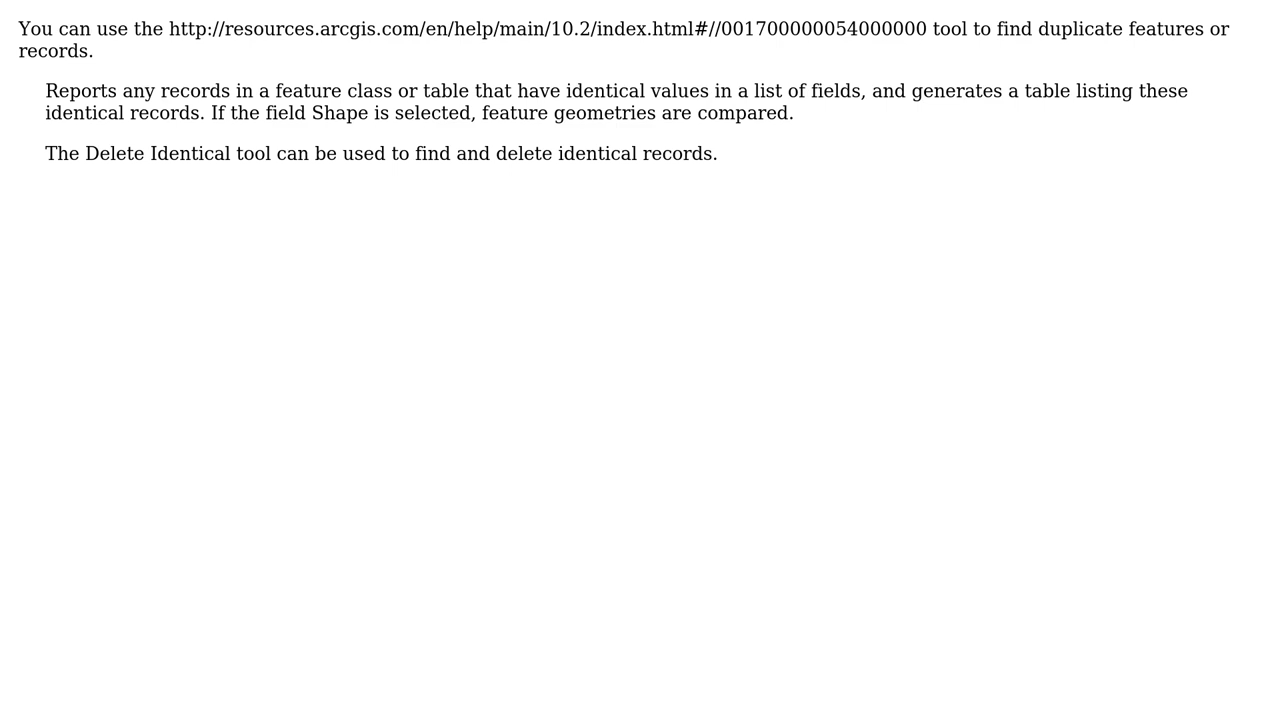 You can use the http://resources.arcgis.com/en/help/main/10.2/index.html#//001700000054000000 tool to find duplicate features or
records.
Reports any records in a feature class or table that have identical values in a list of fields, and generates a table listing these
identical records. If the field Shape is selected, feature geometries are compared.
The Delete Identical tool can be used to find and delete identical records.